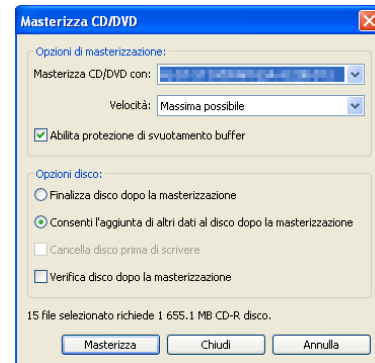 Masterizza CD/DVD
Opzioni di masterizzazione:
Masterizza CD/DVD con:
Velocità: Massima possibile
Abilita protezione di svuotamento buffer
Opzioni disco:
Finalizza disco dopo la masterizzazione
Consenti l'aggiunta di altri dati al disco dopo la masterizzazione
Cancella disco prima di scrivere
Verifica disco dopo la masterizzazione
15 file selezionato richiede 1 655.1 MB CD-R disco.
Masterizza Chiudi Annulla